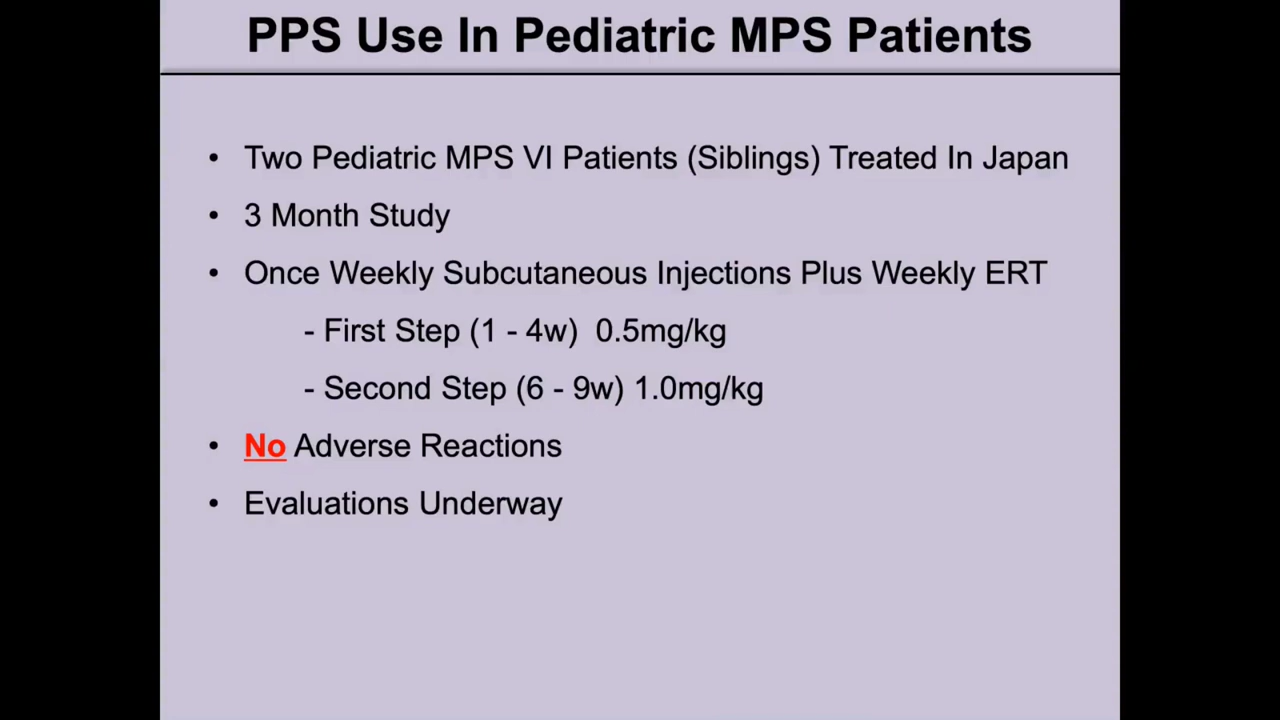 PPS Use In Pediatric MPS Patients
• Two Pediatric MPS VI Patients (Siblings) Treated In Japan
• 3 Month Study
• Once Weekly Subcutaneous Injections Plus Weekly ERT
- First Step (1 - 4w) 0.5mg/kg
- Second Step (6 - 9w) 1.0mg/kg
• No Adverse Reactions
• Evaluations Underway